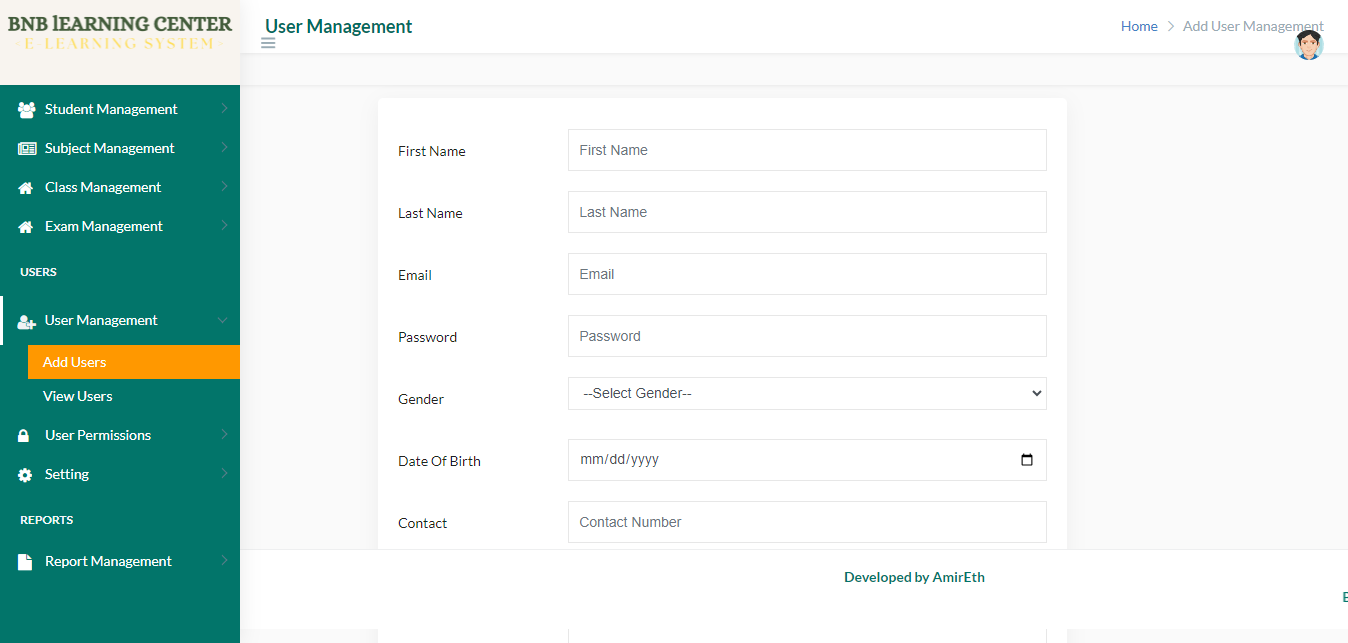 BNB lEARNING CENTER
E-LEARNING SYSTEM
User Management
Home > Add User Management
Student Management
Subject Management
Class Management
Exam Management
USERS
User Management
Add Users
View Users
User Permissions
Setting
REPORTS
Report Management
First Name First Name
Last Name Last Name
Email Email
Password Password
Gender --Select Gender--
Date Of Birth mm/dd/yyyy
Contact Contact Number
Developed by AmirEth